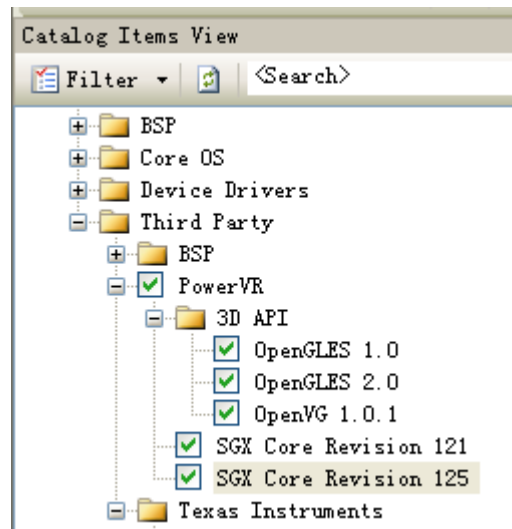 Catalog Items View
Filter <Search>
BSP
Core OS
Device Drivers
Third Party
BSP
PowerVR
3D API
OpenGLES 1.0
OpenGLES 2.0
OpenVG 1.0.1
SGX Core Revision 121
SGX Core Revision 125
Texas Instruments